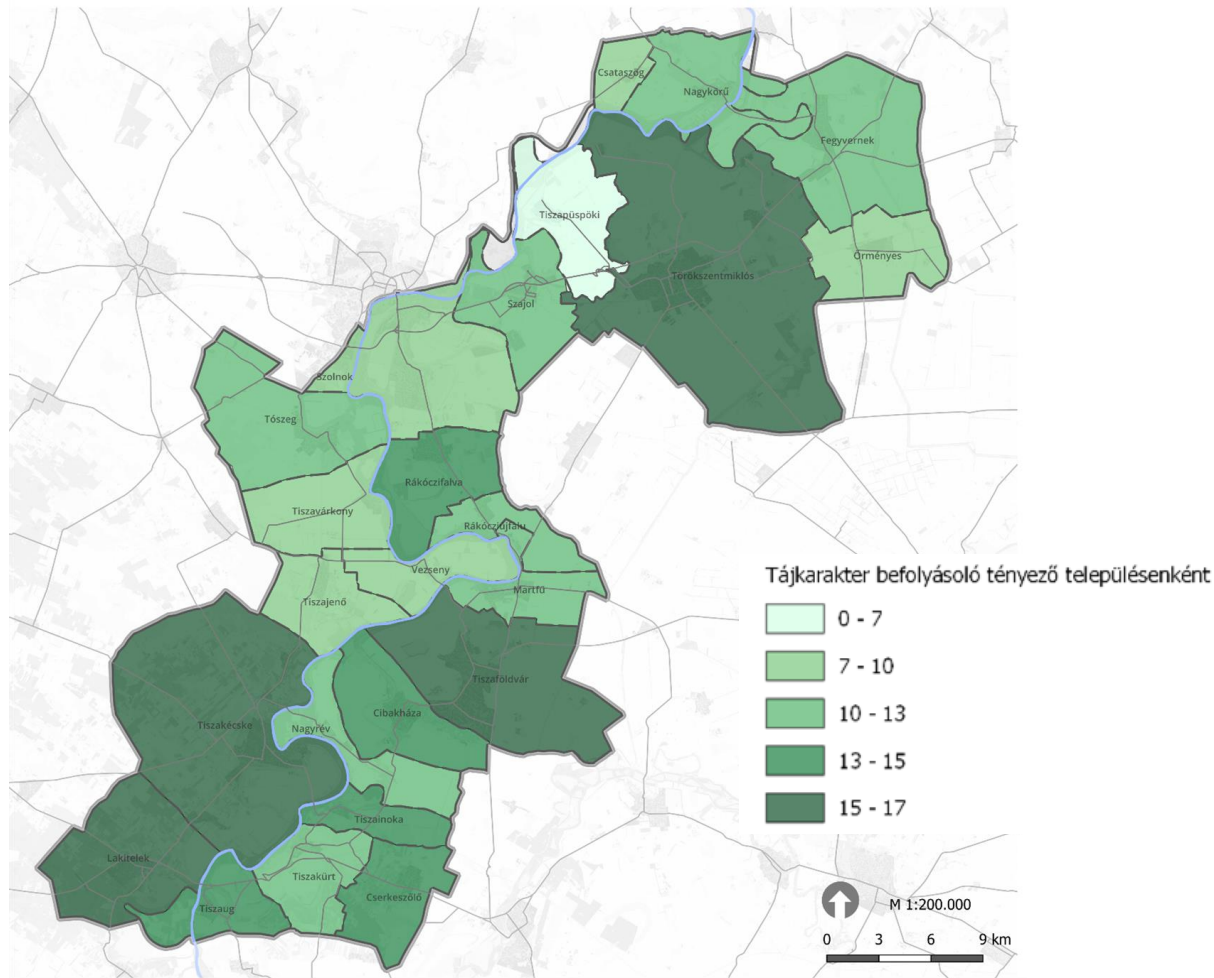 Csataszög
Nagykörű
Fegyvernek
Tiszapüspöki
Örményes
Törökszentmiklós
Szajol
Szolnok
Tószeg
Rákóczifalva
Tiszavárkony
Rákócziújfalu
Vezseny
Martfű
Tiszajenő
Tiszaföldvár
Cibakháza
Tiszakécske
Nagyrév
Tiszainoka
Lakitelek
Tiszakürt
Cserkeszőlő
Tiszaug
Tájkarakter befolyásoló tényező településenként
0 - 7
7 - 10
10 - 13
13 - 15
15 - 17
M 1:200.000
0 3 6 9 km